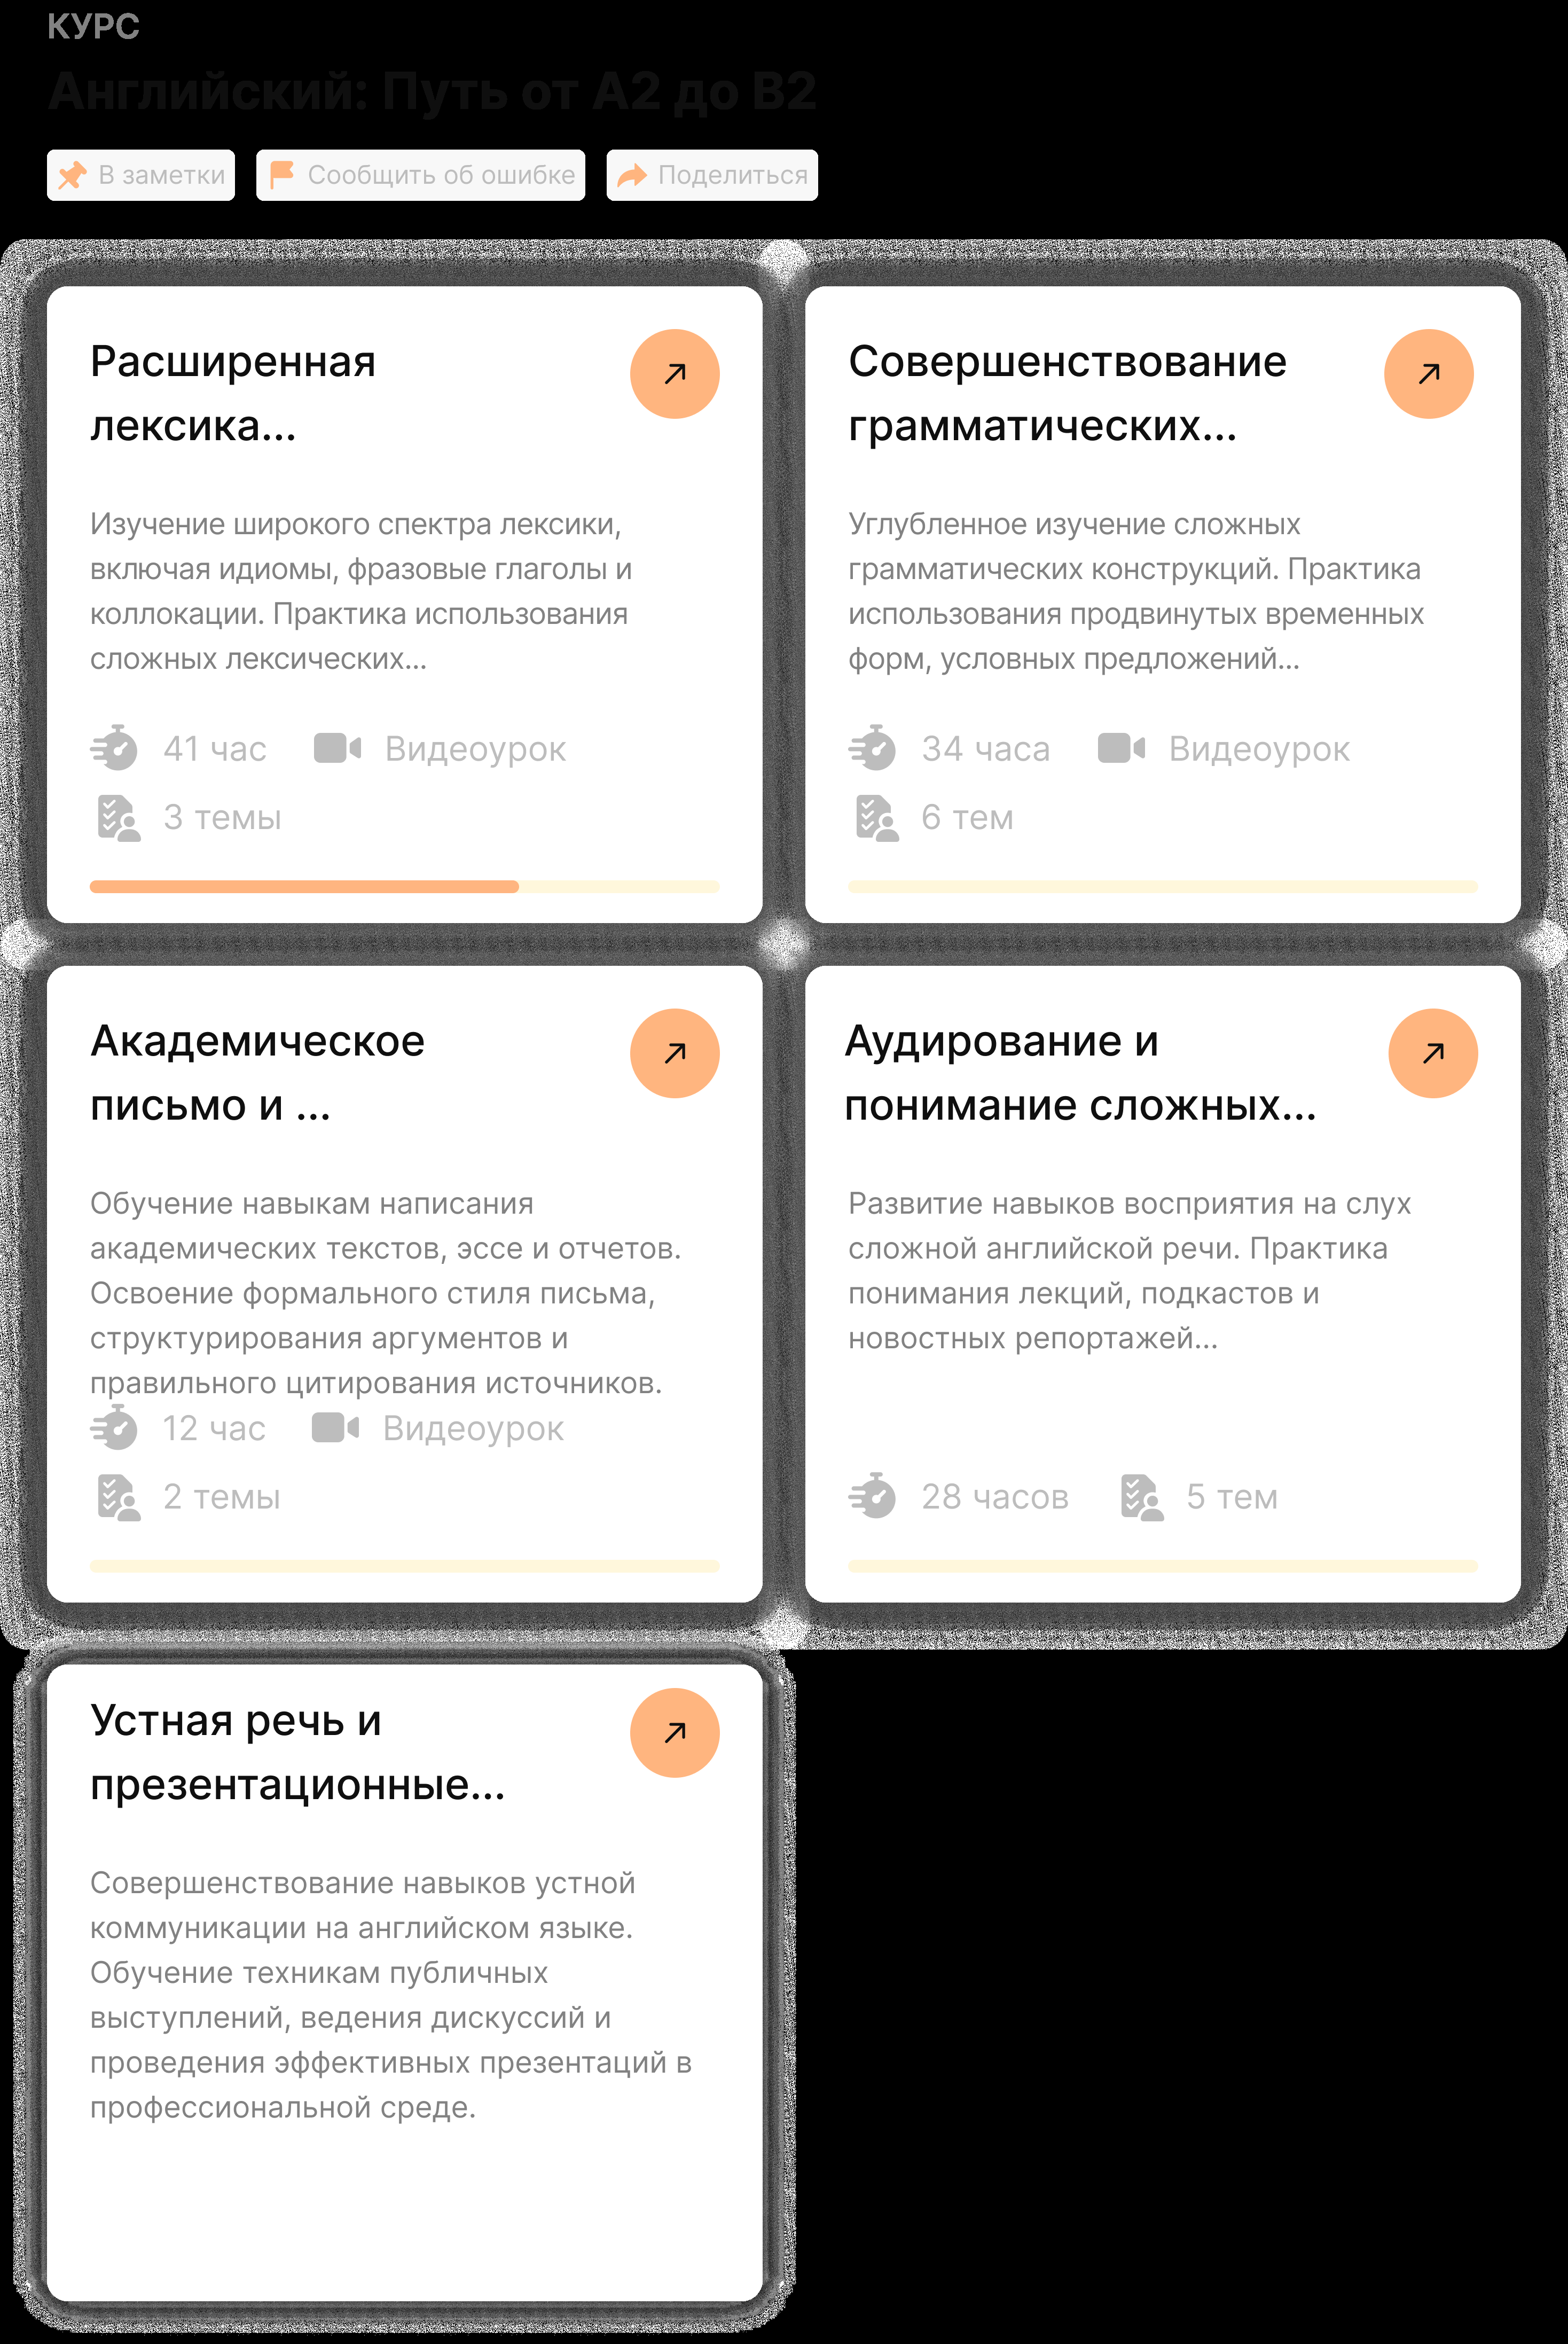 КУРС
Английский: Путь от А2 до В2
В заметки
Сообщить об ошибке
Поделиться
Расширенная
лексика...
Изучение широкого спектра лексики,
включая идиомы, фразовые глаголы и
коллокации. Практика использования
сложных лексических...
41 час
Видеоурок
3 темы
Совершенствование
грамматических...
Углубленное изучение сложных
грамматических конструкций. Практика
использования продвинутых временных
форм, условных предложений...
34 часа
Видеоурок
6 тем
Академическое
письмо и ...
Обучение навыкам написания
академических текстов, эссе и отчетов.
Освоение формального стиля письма,
структурирования аргументов и
правильного цитирования источников.
12 час
Видеоурок
2 темы
Аудирование и
понимание сложных...
Развитие навыков восприятия на слух
сложной английской речи. Практика
понимания лекций, подкастов и
новостных репортажей...
28 часов
5 тем
Устная речь и
презентационные...
Совершенствование навыков устной
коммуникации на английском языке.
Обучение техникам публичных
выступлений, ведения дискуссий и
проведения эффективных презентаций в
профессиональной среде.